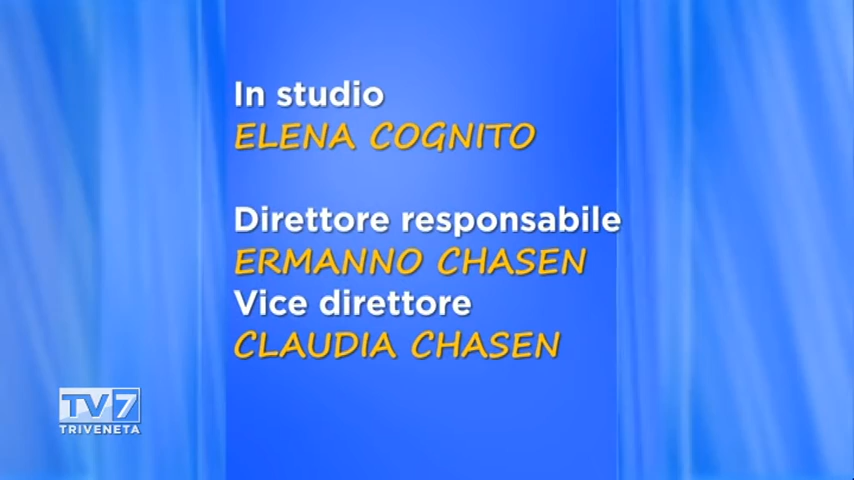 In studio
ELENA COGNITO
Direttore responsabile
ERMANNO CHASEN
Vice direttore
CLAUDIA CHASEN
TV7
TRIVENETA